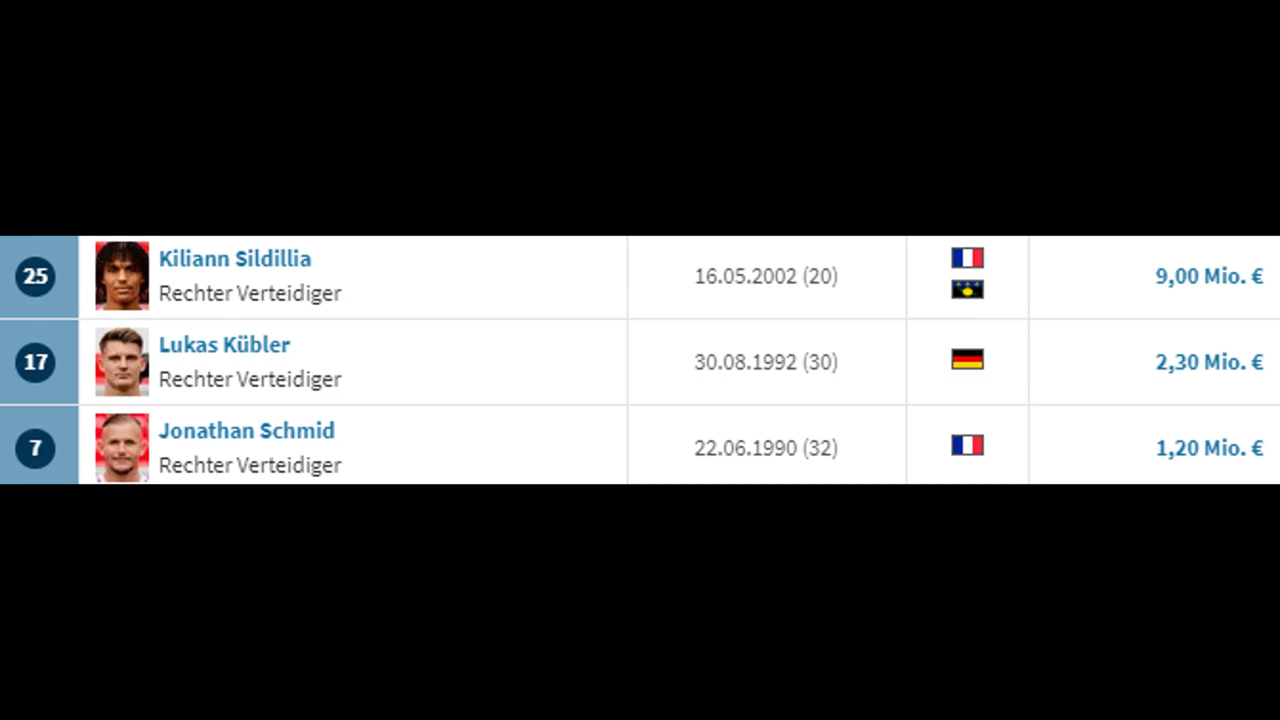 25
Kiliann Sildillia
Rechter Verteidiger
16.05.2002 (20)
9,00 Mio. €
17
Lukas Kübler
Rechter Verteidiger
30.08.1992 (30)
2,30 Mio. €
7
Jonathan Schmid
Rechter Verteidiger
22.06.1990 (32)
1,20 Mio. €